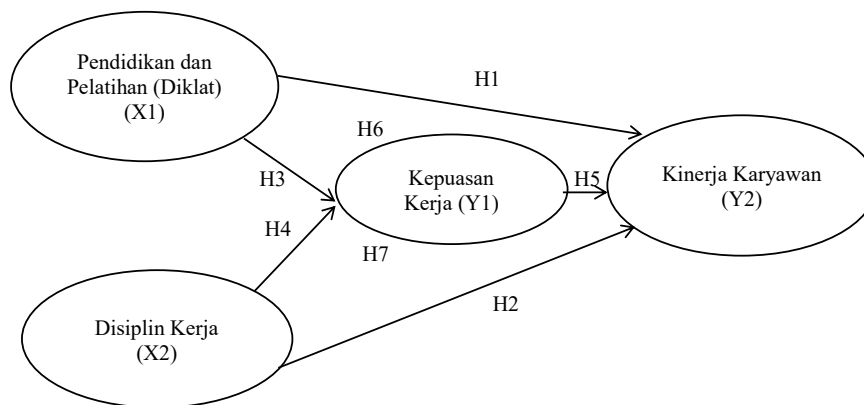 Pendidikan dan
Pelatihan (Diklat)
(X1)
H1
H6
H3
Kepuasan
Kerja (Y1)
H5
Kinerja Karyawan
(Y2)
H4
H7
H2
Disiplin Kerja
(X2)